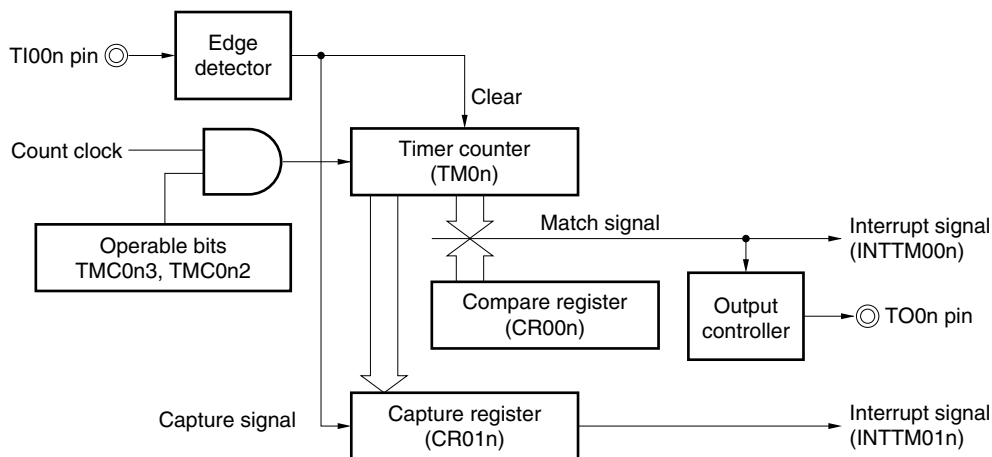 TI00n pin
Edge
detector
Clear
Count clock
Timer counter
(TM0n)
Operable bits
TMC0n3, TMC0n2
Match signal
Interrupt signal
(INTTM00n)
Compare register
(CR00n)
Output
controller
TO0n pin
Capture signal
Capture register
(CR01n)
Interrupt signal
(INTTM01n)